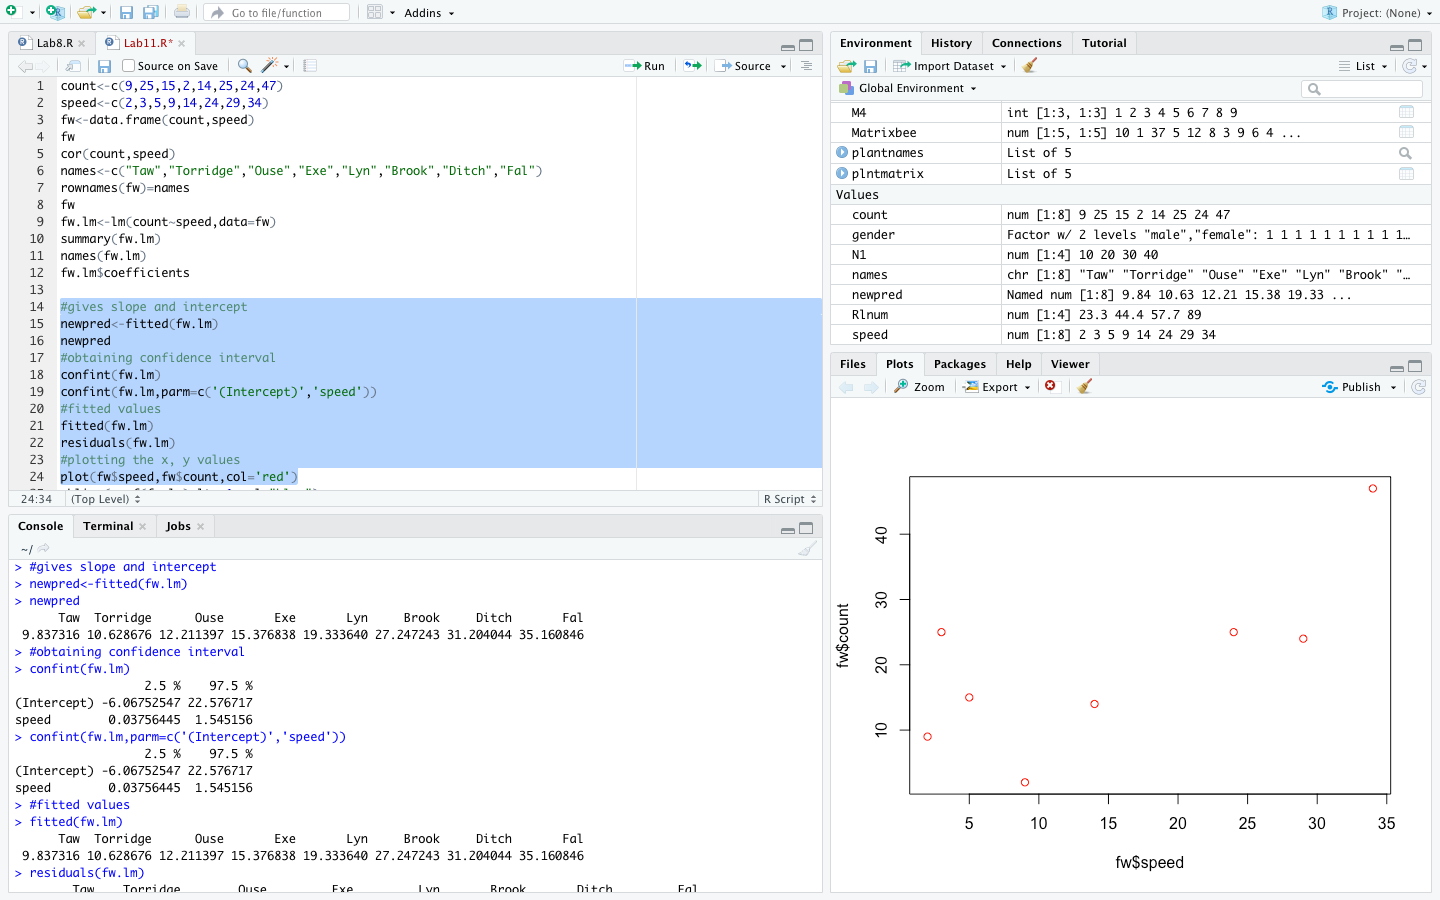 Go to file/function
Addins
Project: (None)
Lab8.R
Lab11.R*
Source on Save
Run
Source
1 count<-c(9,25,15,2,14,25,24,47)
2 speed<-c(2,3,5,9,14,24,29,34)
3 fw<-data.frame(count,speed)
4 fw
5 cor(count,speed)
6 names<-c("Taw","Torridge","Ouse","Exe","Lyn","Brook","Ditch","Fal")
7 rownames(fw)=names
8 fw
9 fw.lm<-lm(count~speed,data=fw)
10 summary(fw.lm)
11 names(fw.lm)
12 fw.lm$coefficients
13
14 #gives slope and intercept
15 newpred<-fitted(fw.lm)
16 newpred
17 #obtaining confidence interval
18 confint(fw.lm)
19 confint(fw.lm,parm=c('(Intercept)','speed'))
20 #fitted values
21 fitted(fw.lm)
22 residuals(fw.lm)
23 #plotting the x, y values
24 plot(fw$speed,fw$count,col='red')
24:34 (Top Level) R Script
Console Terminal Jobs
~/
> #gives slope and intercept
> newpred<-fitted(fw.lm)
> newpred
Taw Torridge Ouse Exe Lyn Brook Ditch Fal
9.837316 10.628676 12.211397 15.376838 19.333640 27.247243 31.204044 35.160846
> #obtaining confidence interval
> confint(fw.lm)
2.5 % 97.5 %
(Intercept) -6.06752547 22.576717
speed 0.03756445 1.545156
> confint(fw.lm,parm=c('(Intercept)','speed'))
2.5 % 97.5 %
(Intercept) -6.06752547 22.576717
speed 0.03756445 1.545156
> #fitted values
> fitted(fw.lm)
Taw Torridge Ouse Exe Lyn Brook Ditch Fal
9.837316 10.628676 12.211397 15.376838 19.333640 27.247243 31.204044 35.160846
> residuals(fw.lm)
Taw Torridge Ouse Exe Lyn Brook Ditch Fal
Environment History Connections Tutorial
Import Dataset
List
Global Environment
M4 int [1:3, 1:3] 1 2 3 4 5 6 7 8 9
Matrixbee num [1:5, 1:5] 10 1 37 5 12 8 3 9 6 4 ...
plantnames List of 5
plntmatrix List of 5
Values
count num [1:8] 9 25 15 2 14 25 24 47
gender Factor w/ 2 levels "male","female": 1 1 1 1 1 1 1 1 1 1…
N1 num [1:4] 10 20 30 40
names chr [1:8] "Taw" "Torridge" "Ouse" "Exe" "Lyn" "Brook" "…
newpred Named num [1:8] 9.84 10.63 12.21 15.38 19.33 ...
Rlnum num [1:4] 23.3 44.4 57.7 89
speed num [1:8] 2 3 5 9 14 24 29 34
Files Plots Packages Help Viewer
Zoom Export Publish
fw$count
40
30
20
10
5 10 15 20 25 30 35
fw$speed